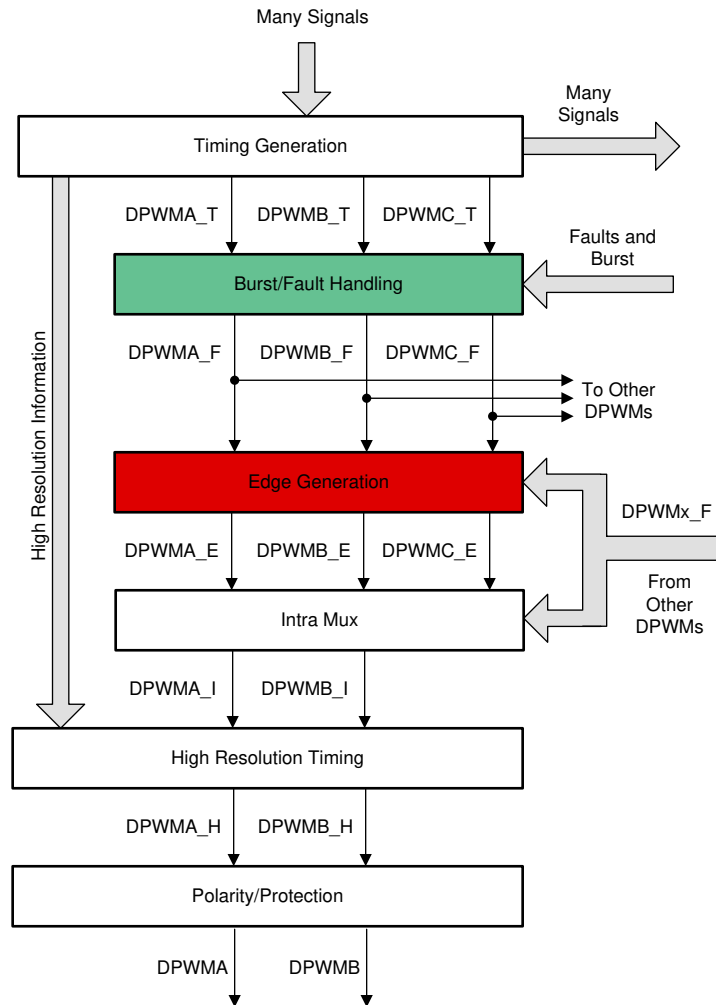 Many Signals
Many
Signals
Timing Generation
DPWMA_T
DPWMB_T
DPWMC_T
Faults and
Burst
Burst/Fault Handling
DPWMA_F
DPWMB_F
DPWMC_F
To Other
DPWMs
High Resolution Information
Edge Generation
DPWMx_F
DPWMA_E
DPWMB_E
DPWMC_E
From
Other
DPWMs
Intra Mux
DPWMA_I
DPWMB_I
High Resolution Timing
DPWMA_H
DPWMB_H
Polarity/Protection
DPWMA
DPWMB